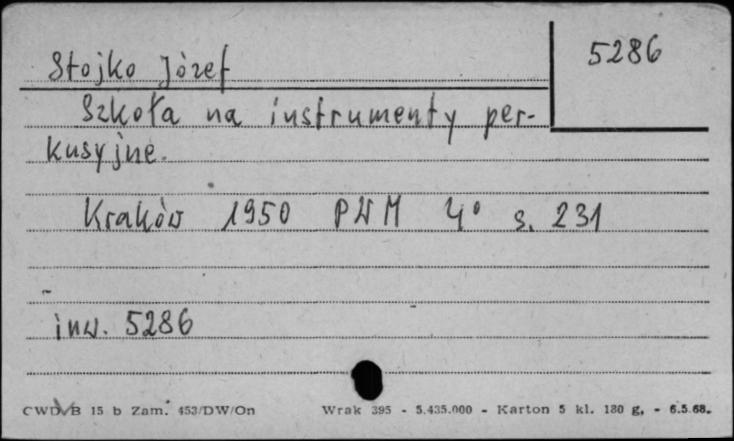 5286
Stojko Józef
Szkoła na instrumenty per-
kusyjne.
Kraków 1950 PWM 4° s. 231
inw. 5286
CWD/B 15 b Zam. 453/DW/On Wrak 395 - 5.435.000 - Karton 5 kl. 180 g, - 6.5.68.